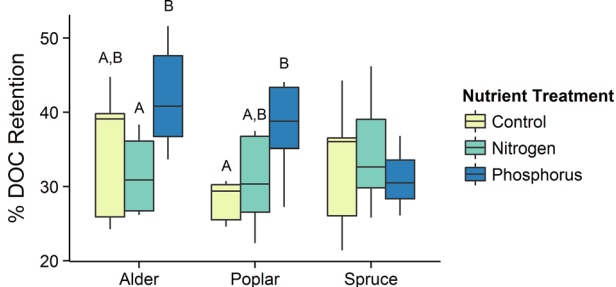 B
50
A,B
Nutrient Treatment
B
A
Control
% DOC Retention
40
A,B
Nitrogen
A
Phosphorus
30
20
Alder Poplar Spruce